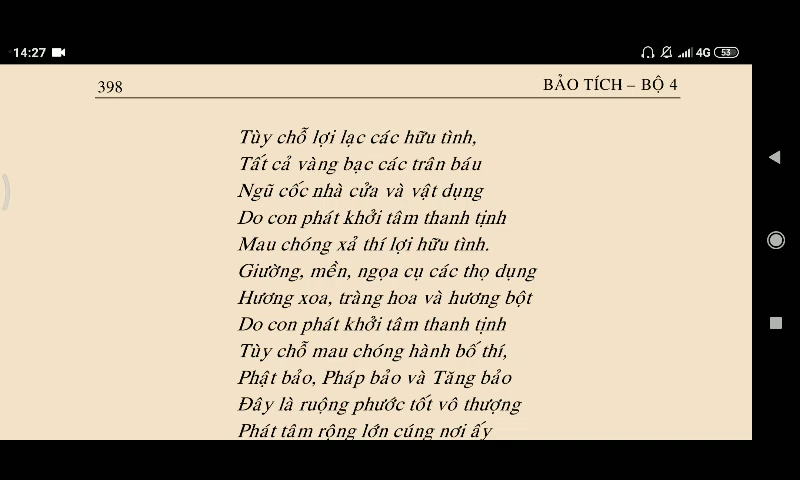 14:27
4G 53
398 BẢO TÍCH – BỘ 4
Tùy chỗ lợi lạc các hữu tình,
Tất cả vàng bạc các trân báu
Ngũ cốc nhà cửa và vật dụng
Do con phát khởi tâm thanh tịnh
Mau chóng xả thí lợi hữu tình.
Giường, mền, ngọa cụ các thọ dụng
Hương xoa, tràng hoa và hương bột
Do con phát khởi tâm thanh tịnh
Tùy chỗ mau chóng hành bố thí,
Phật bảo, Pháp bảo và Tăng bảo
Đây là ruộng phước tốt vô thượng
Phát tâm rộng lớn cúng nơi ấy